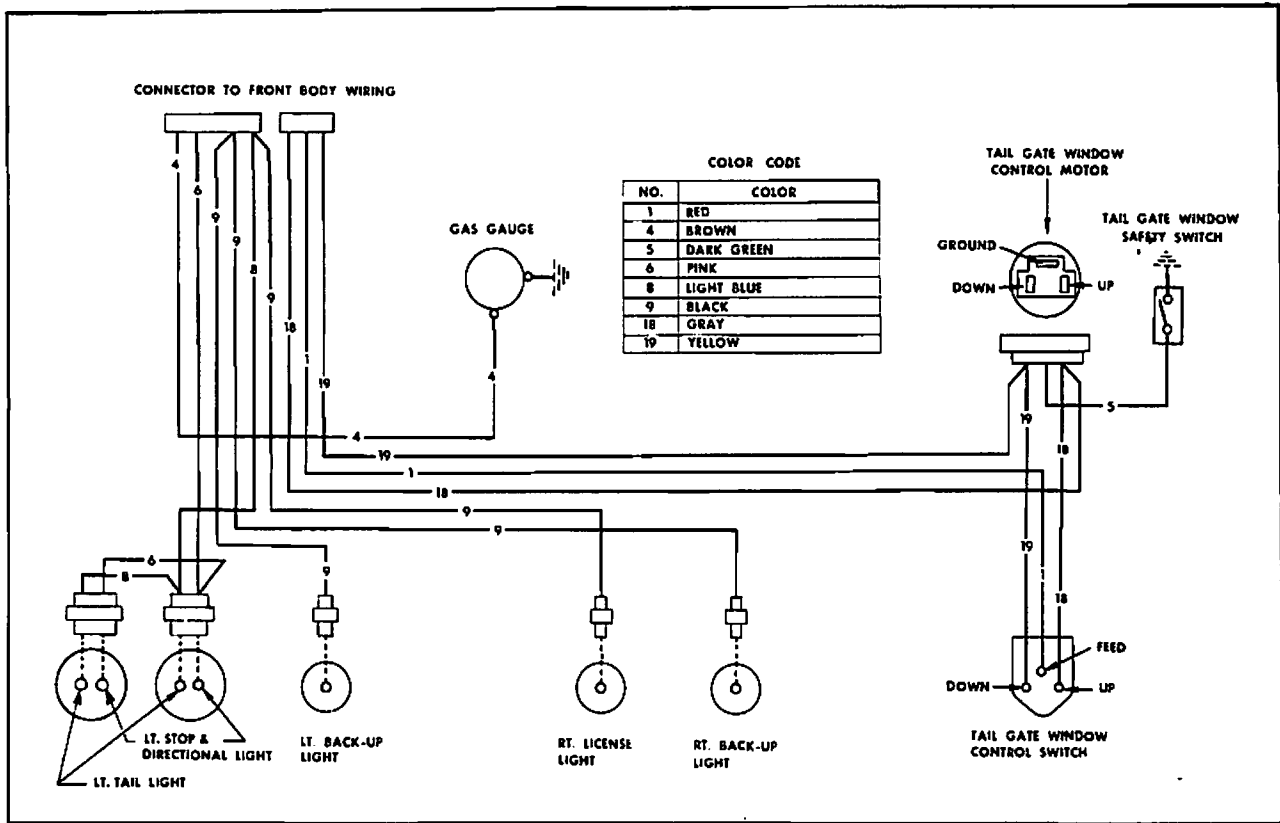 CONNECTOR TO FRONT BODY WIRING
4
6
9
9
8
9
18
1
19
GAS GAUGE
4
COLOR CODE
NO. COLOR
1 RED
4 BROWN
5 DARK GREEN
6 PINK
8 LIGHT BLUE
9 BLACK
18 GRAY
19 YELLOW
TAIL GATE WINDOW
CONTROL MOTOR
GROUND
DOWN
UP
TAIL GATE WINDOW
SAFETY SWITCH
5
19
18
4
19
1
18
9
9
6
8
9
19
1
18
FEED
DOWN
UP
TAIL GATE WINDOW
CONTROL SWITCH
LT. STOP &
DIRECTIONAL LIGHT
LT. TAIL LIGHT
LT. BACK-UP
LIGHT
RT. LICENSE
LIGHT
RT. BACK-UP
LIGHT